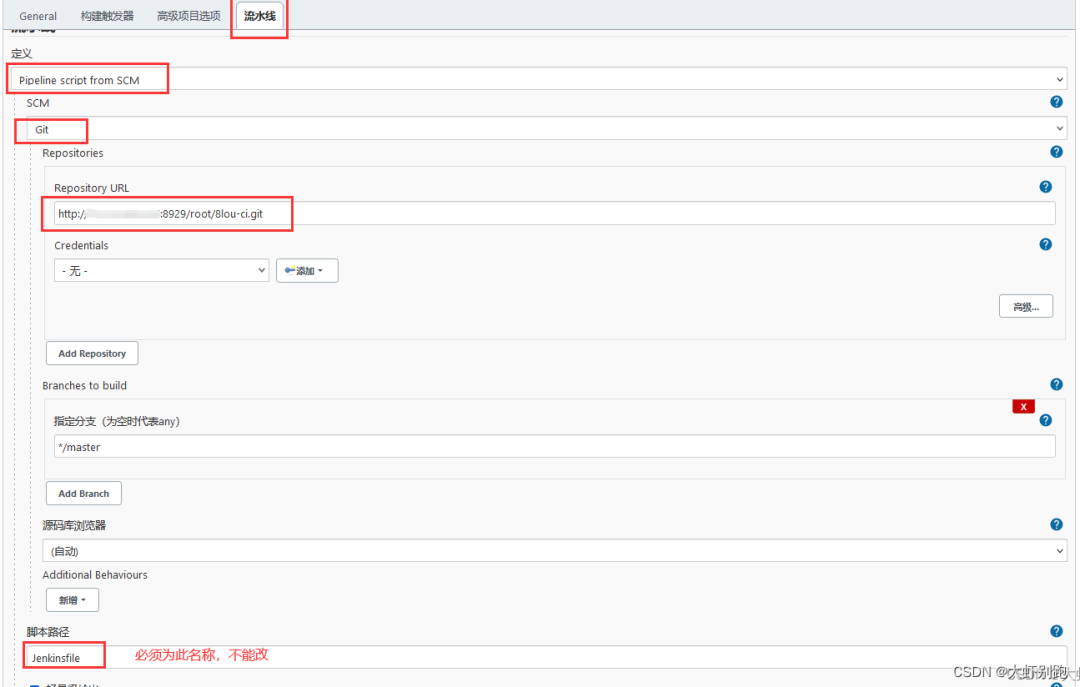 General 构建触发器 高级项目选项 流水线
定义
Pipeline script from SCM
SCM
Git
Repositories
Repository URL
http:// :8929/root/8lou-ci.git
Credentials
- 无 -
添加
高级...
Add Repository
Branches to build
X
指定分支（为空时代表any）
*/master
Add Branch
源码库浏览器
(自动)
Additional Behaviours
新增
脚本路径
Jenkinsfile 必须为此名称，不能改
CSDN @大虾别跑